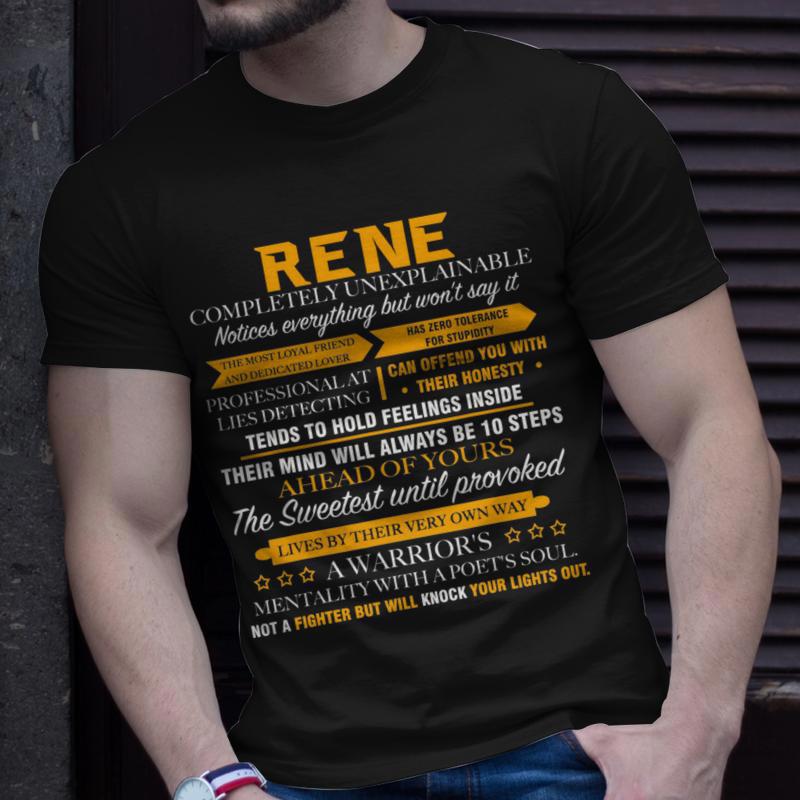 RENE
COMPLETELY UNEXPLAINABLE
Notices everything but won't say it
THE MOST LOYAL FRIEND
AND DEDICATED LOVER
HAS ZERO TOLERANCE
FOR STUPIDITY
PROFESSIONAL AT
LIES DETECTING
CAN OFFEND YOU WITH
• THEIR HONESTY •
TENDS TO HOLD FEELINGS INSIDE
THEIR MIND WILL ALWAYS BE 10 STEPS
AHEAD OF YOURS
The Sweetest until provoked
LIVES BY THEIR VERY OWN WAY
A WARRIOR'S
MENTALITY WITH A POET'S SOUL.
NOT A FIGHTER BUT WILL KNOCK YOUR LIGHTS OUT.